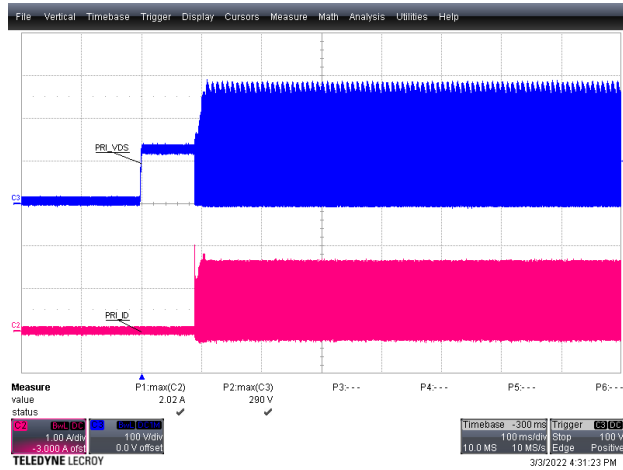 File Vertical Timebase Trigger Display Cursors Measure Math Analysis Utilities Help
PRI_VDS
C3
C2
PRI_ID
Measure P1:max(C2) P2:max(C3) P3:- - - P4:- - - P5:- - - P6:- - -
value 2.02 A 290 V
status ✔ ✔
C2 BwL DC
1.00 A/div
-3.000 A ofst
100 V/div
0.0 V offset
Timebase -300 ms
100 ms/div
10.0 MS 10 MS/s
Trigger C3 DC
Stop 100 V
Edge Positive
TELEDYNE LECROY
3/3/2022 4:31:23 PM